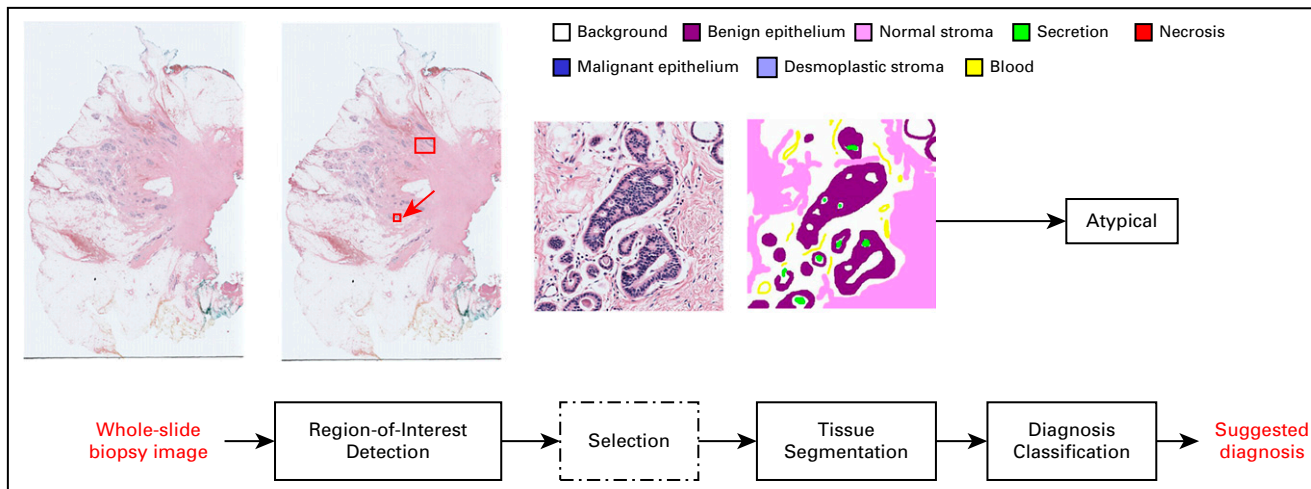 Background Benign epithelium Normal stroma Secretion Necrosis
Malignant epithelium Desmoplastic stroma Blood
Atypical
Whole-slide
biopsy image
Region-of-Interest
Detection
Selection
Tissue
Segmentation
Diagnosis
Classification
Suggested
diagnosis